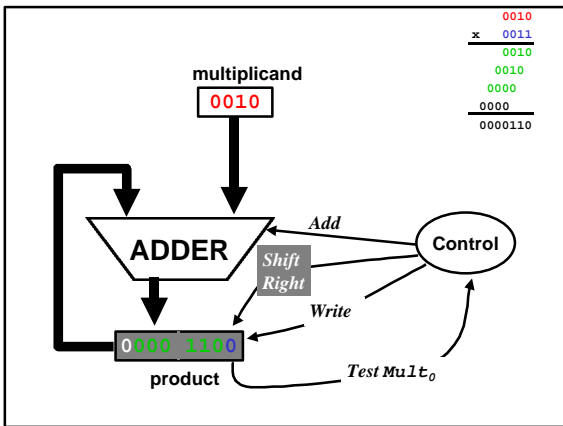 0010
x 0011
0010
0010
0000
0000
0000110
multiplicand
0010
ADDER
Add
Control
Shift
Right
Write
0000 1100
product
Test Mult₀